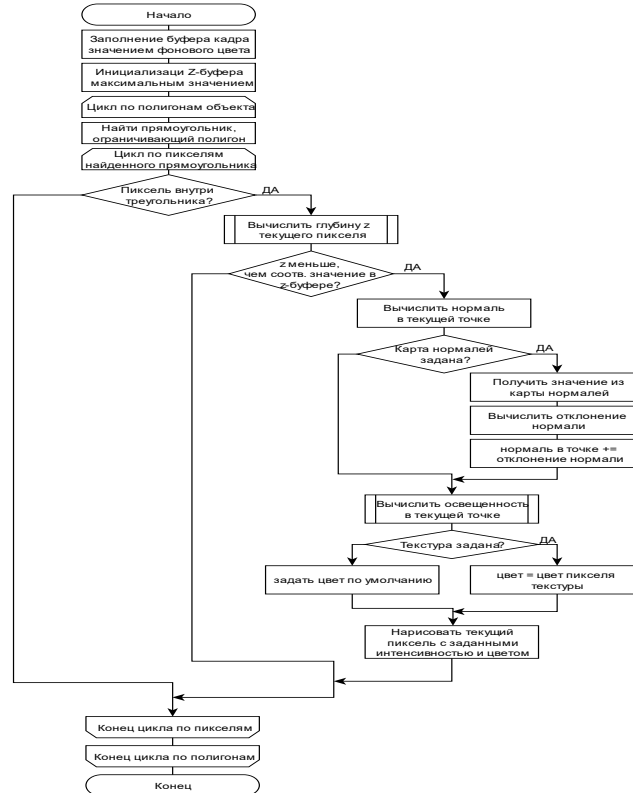 Начало
Заполнение буфера кадра
значением фонового цвета
Инициализаци Z-буфера
максимальным значением
Цикл по полигонам объекта
Найти прямоугольник,
ограничивающий полигон
Цикл по пикселям
найденного прямоугольника
Пиксель внутри
треугольника?
ДА
Вычислить глубину z
текущего пикселя
z меньше,
чем соотв. значение в
z-буфере?
ДА
Вычислить нормаль
в текущей точке
Карта нормалей
задана?
ДА
Получить значение из
карты нормалей
Вычислить отклонение
нормали
нормаль в точке +=
отклонение нормали
Вычислить освещенность
в текущей точке
Текстура задана?
ДА
задать цвет по умолчанию
цвет = цвет пикселя
текстуры
Нарисовать текущий
пиксель с заданными
интенсивностью и цветом
Конец цикла по пикселям
Конец цикла по полигонам
Конец